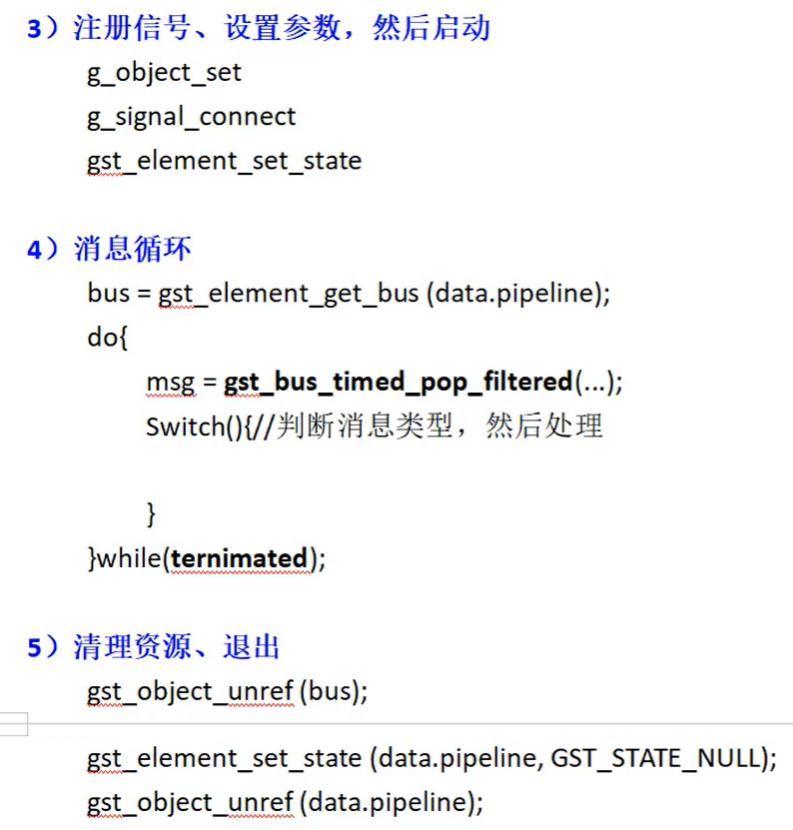 3）注册信号、设置参数，然后启动
g_object_set
g_signal_connect
gst_element_set_state
4）消息循环
bus = gst_element_get_bus (data.pipeline);
do{
msg = gst_bus_timed_pop_filtered(...);
Switch(){//判断消息类型，然后处理
}
}while(ternimated);
5）清理资源、退出
gst_object_unref (bus);
gst_element_set_state (data.pipeline, GST_STATE_NULL);
gst_object_unref (data.pipeline);